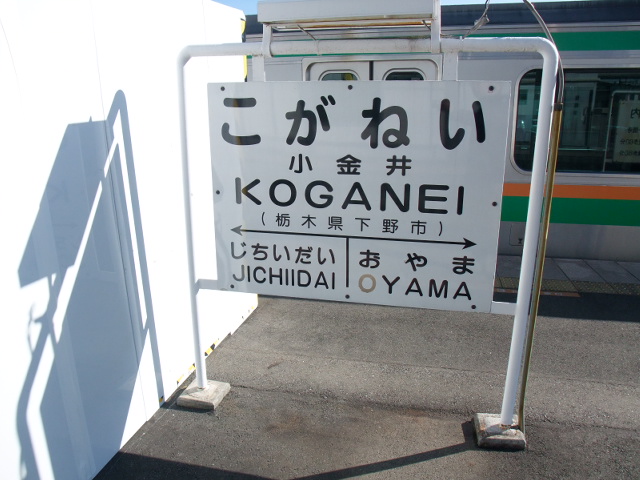 こがねい
小金井
KOGANEI
(栃木県下野市)
じちいだい おやま
JICHIIDAI OYAMA